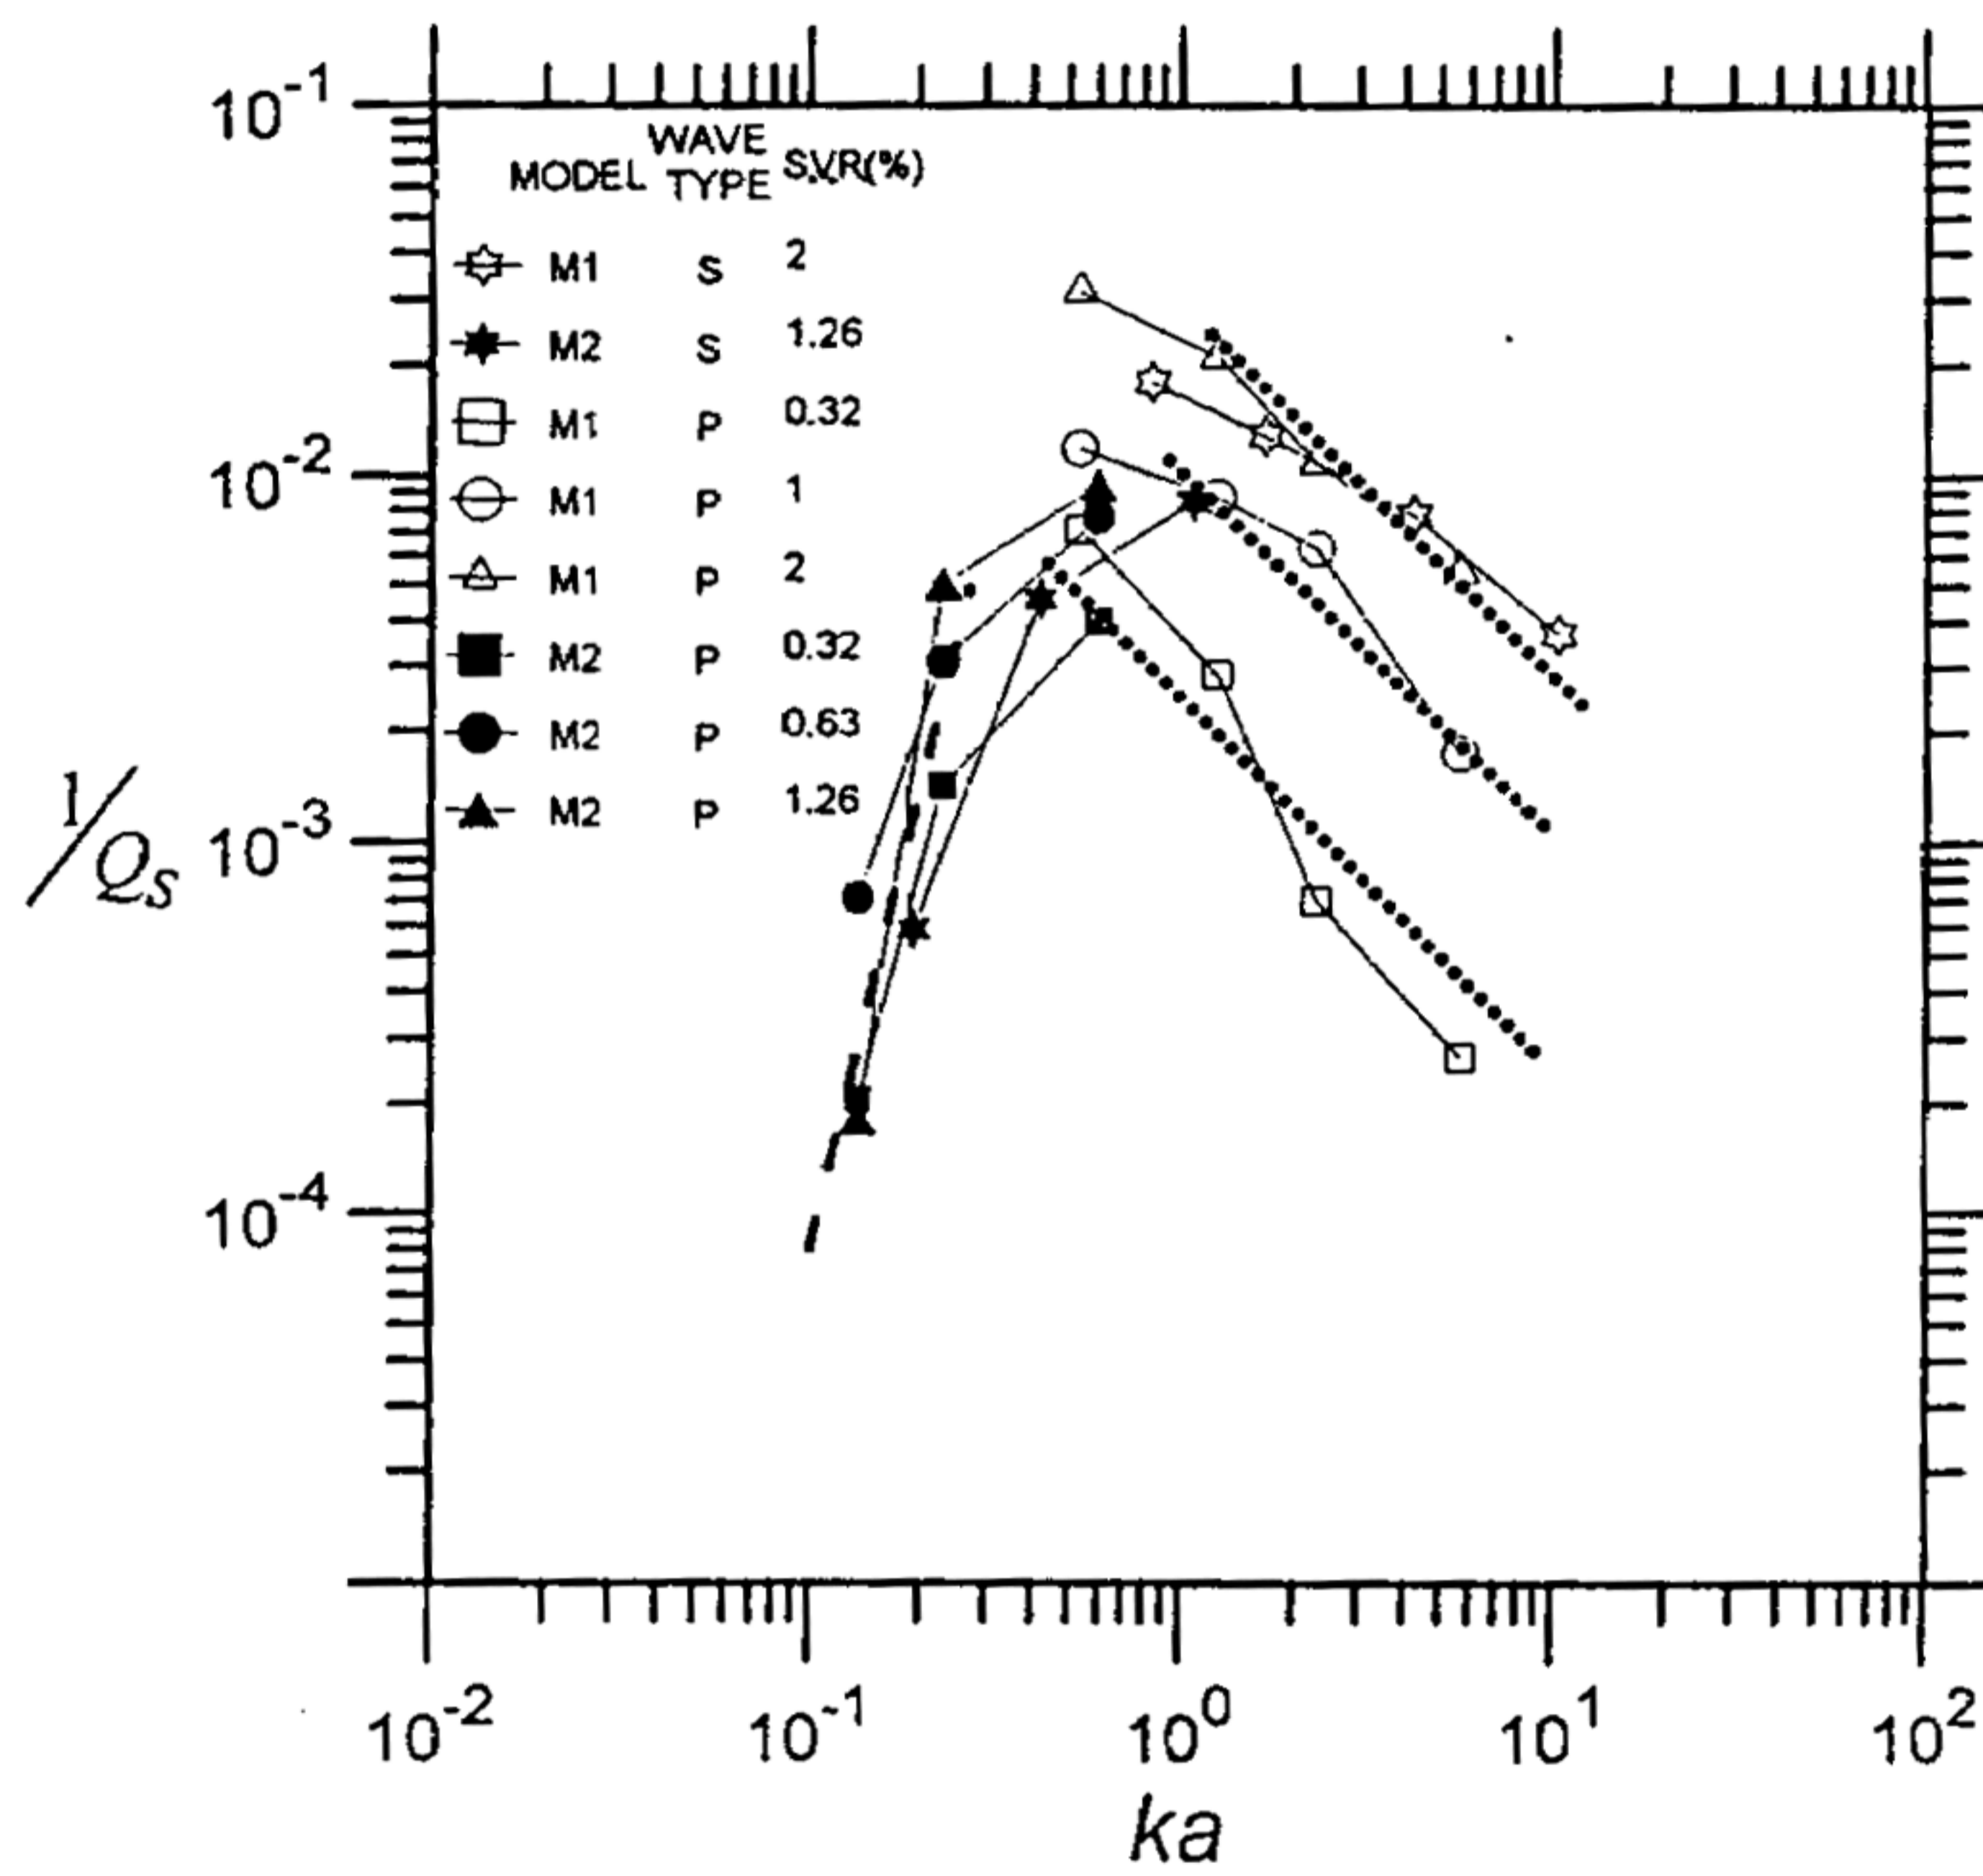 10^-1
WAVE
MODEL TYPE S.V.R(%)
M1 S 2
M2 S 1.26
M1 P 0.32
10^-2
M1 P 1
M1 P 2
M2 P 0.32
M2 P 0.63
M2 P 1.26
1/Qs
10^-3
10^-4
10^-2 10^-1 10^0 10^1 10^2
ka